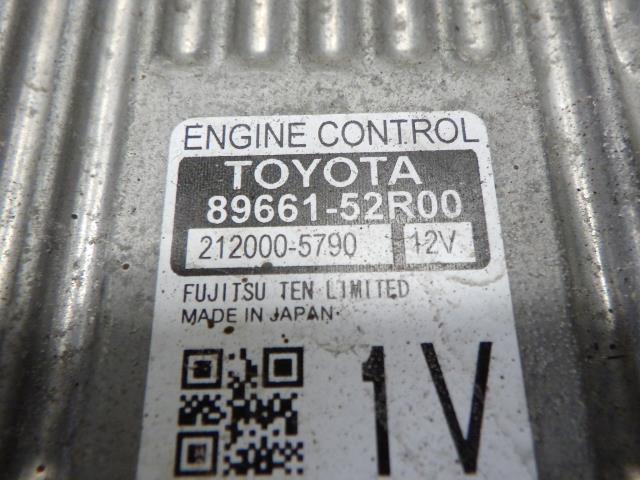 ENGINE CONTROL
TOYOTA
89661-52R00
212000-5790 12V
FUJITSU TEN LIMITED
MADE IN JAPAN
1V